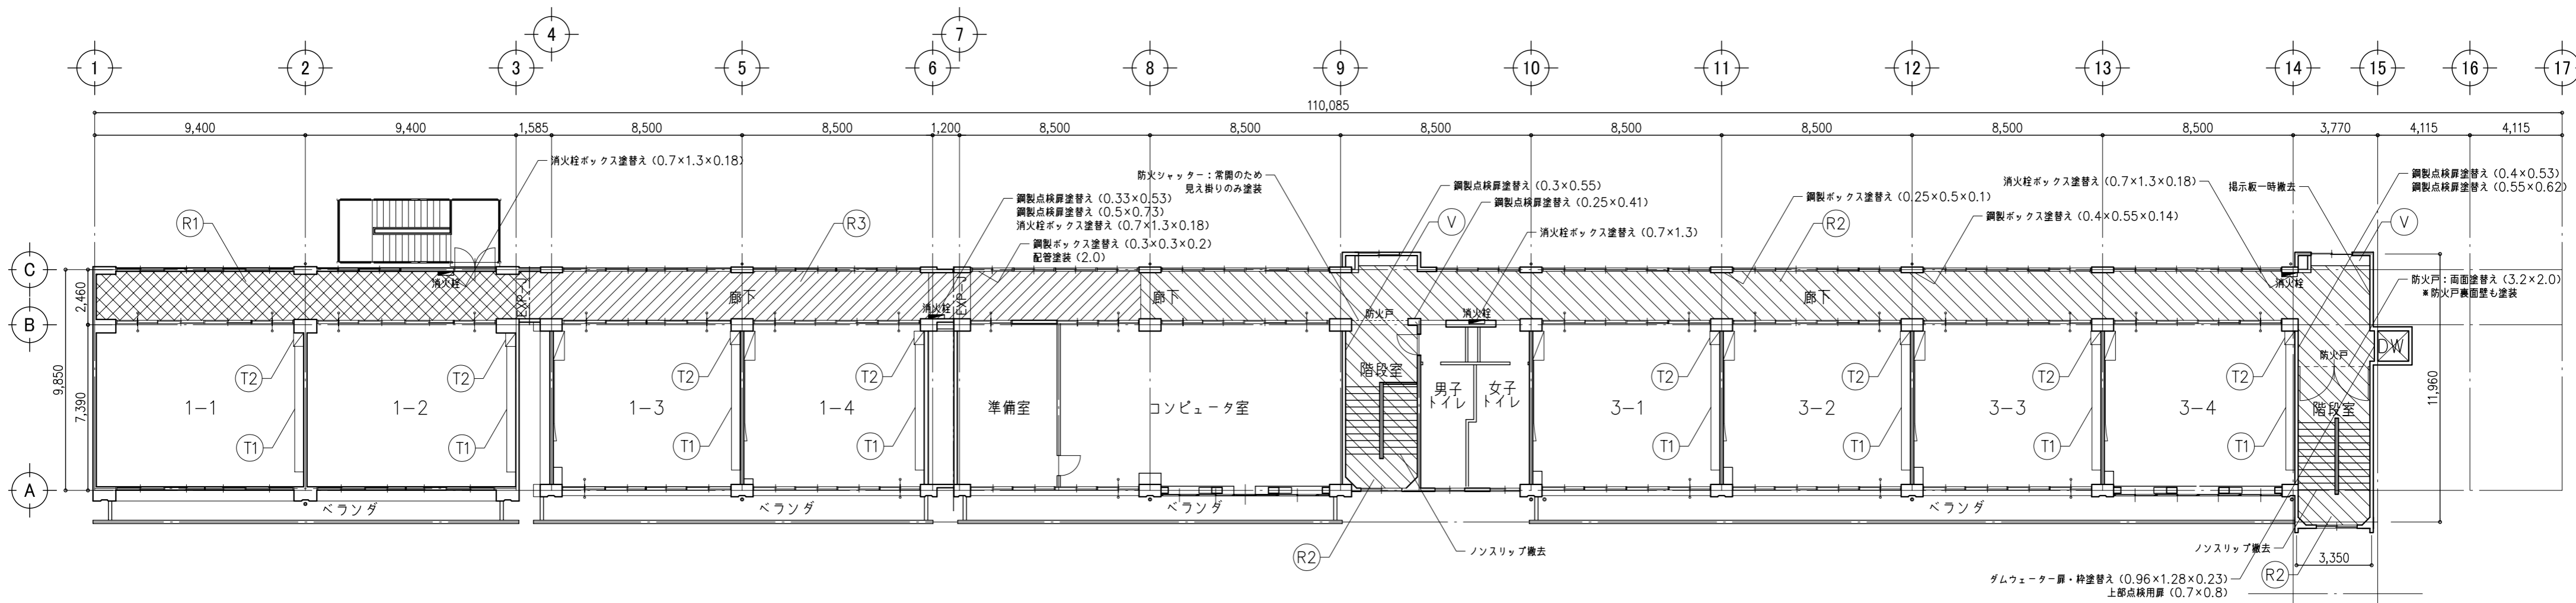 4
7
1
2
3
5
6
8
9
10
11
12
13
14
15
16
17
110,085
9,400
9,400
1,585
8,500
8,500
1,200
8,500
8,500
8,500
8,500
8,500
8,500
8,500
3,770
4,115
4,115
消火栓ボックス塗替え（0.7×1.3×0.18）
鋼製点検扉塗替え（0.33×0.53）
鋼製点検扉塗替え（0.5×0.73）
消火栓ボックス塗替え（0.7×1.3×0.18）
鋼製ボックス塗替え（0.3×0.3×0.2）
配管塗装（2.0）
防火シャッター：常開のため
見え掛りのみ塗装
鋼製点検扉塗替え（0.3×0.55）
鋼製点検扉塗替え（0.25×0.41）
消火栓ボックス塗替え（0.7×1.3）
鋼製ボックス塗替え（0.25×0.5×0.1）
鋼製ボックス塗替え（0.4×0.55×0.14）
消火栓ボックス塗替え（0.7×1.3×0.18）
掲示板一時撤去
鋼製点検扉塗替え（0.4×0.53）
鋼製点検扉塗替え（0.55×0.62）
防火戸：両面塗替え（3.2×2.0）
＊防火戸裏面壁も塗装
R1
R3
V
R2
V
C
B
A
2,460
9,850
7,390
11,960
消火栓
EXP-J
廊下
消火栓
EXP-J
廊下
防火戸
消火栓
廊下
消火栓
防火戸
DW
T2
T2
T2
T2
T2
T2
T2
T2
1-1
1-2
1-3
1-4
準備室
コンピュータ室
階段室
男子
トイレ
女子
トイレ
3-1
3-2
3-3
3-4
階段室
T1
T1
T1
T1
T1
T1
T1
T1
ベランダ
ベランダ
ベランダ
ベランダ
R2
ノンスリップ撤去
ノンスリップ撤去
R2
3,350
ダムウェーター扉・枠塗替え（0.96×1.28×0.23）
上部点検用扉（0.7×0.8）